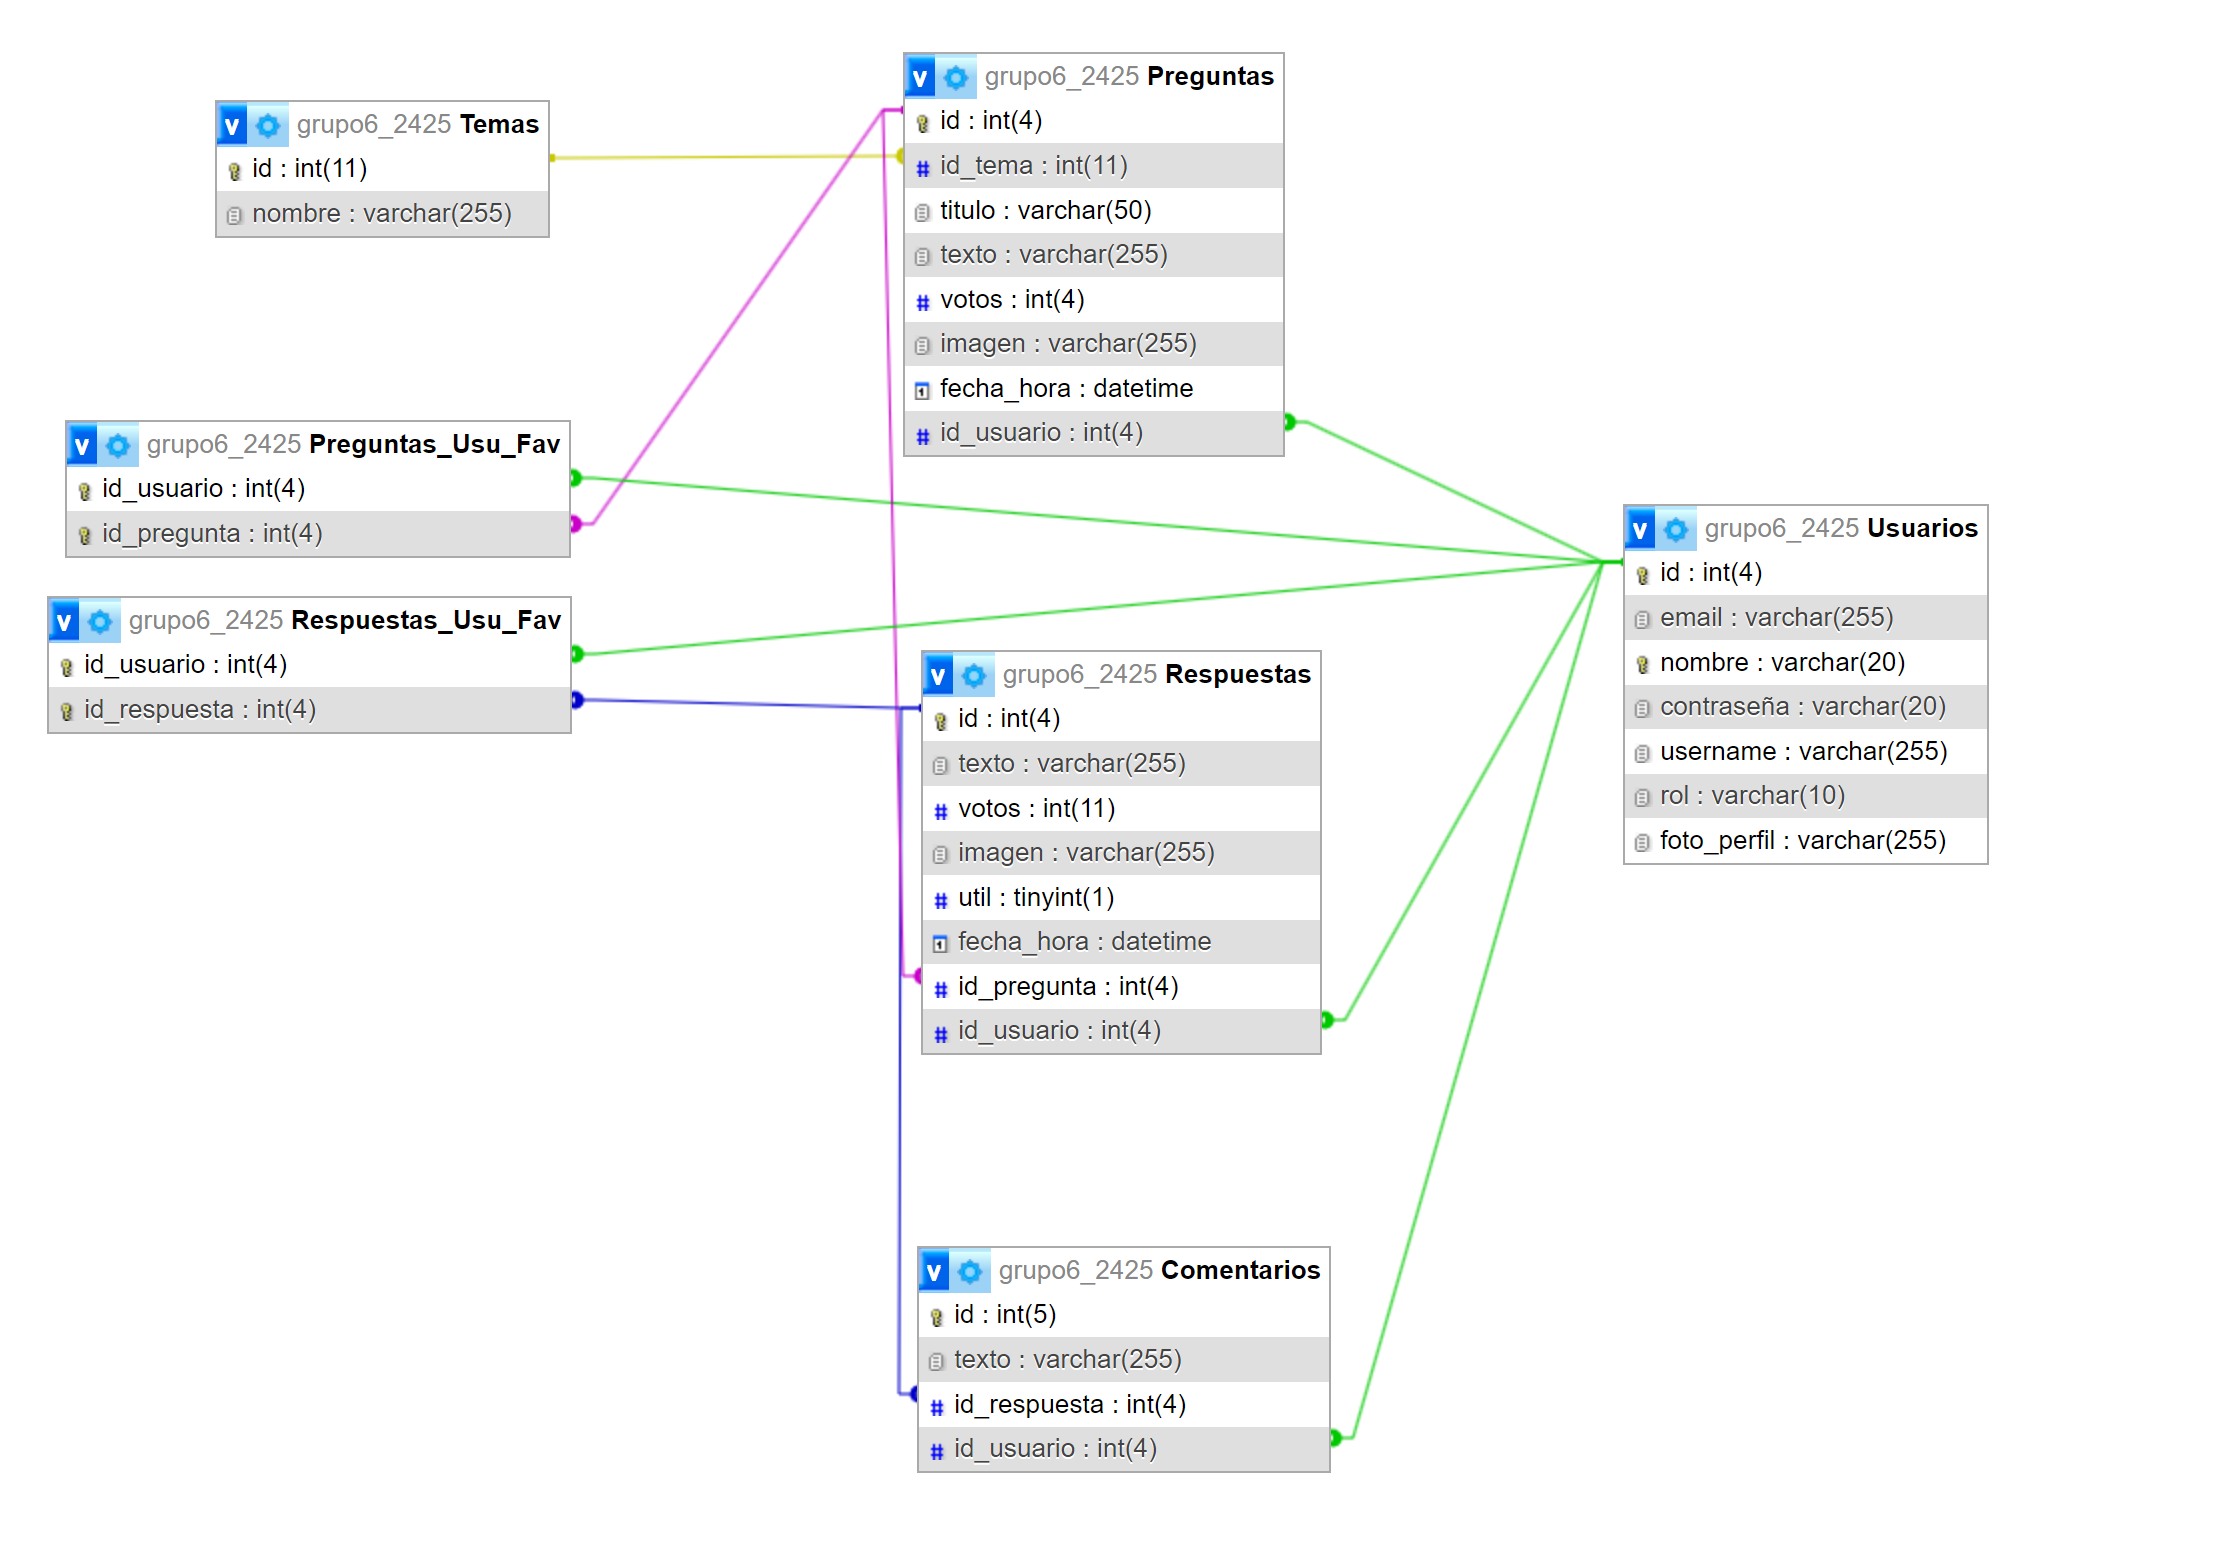 v grupo6_2425 Temas
id : int(11)
nombre : varchar(255)
v grupo6_2425 Preguntas
id : int(4)
id_tema : int(11)
titulo : varchar(50)
texto : varchar(255)
votos : int(4)
imagen : varchar(255)
fecha_hora : datetime
id_usuario : int(4)
v grupo6_2425 Preguntas_Usu_Fav
id_usuario : int(4)
id_pregunta : int(4)
v grupo6_2425 Respuestas_Usu_Fav
id_usuario : int(4)
id_respuesta : int(4)
v grupo6_2425 Usuarios
id : int(4)
email : varchar(255)
nombre : varchar(20)
contraseña : varchar(20)
username : varchar(255)
rol : varchar(10)
foto_perfil : varchar(255)
v grupo6_2425 Respuestas
id : int(4)
texto : varchar(255)
votos : int(11)
imagen : varchar(255)
util : tinyint(1)
fecha_hora : datetime
id_pregunta : int(4)
id_usuario : int(4)
v grupo6_2425 Comentarios
id : int(5)
texto : varchar(255)
id_respuesta : int(4)
id_usuario : int(4)